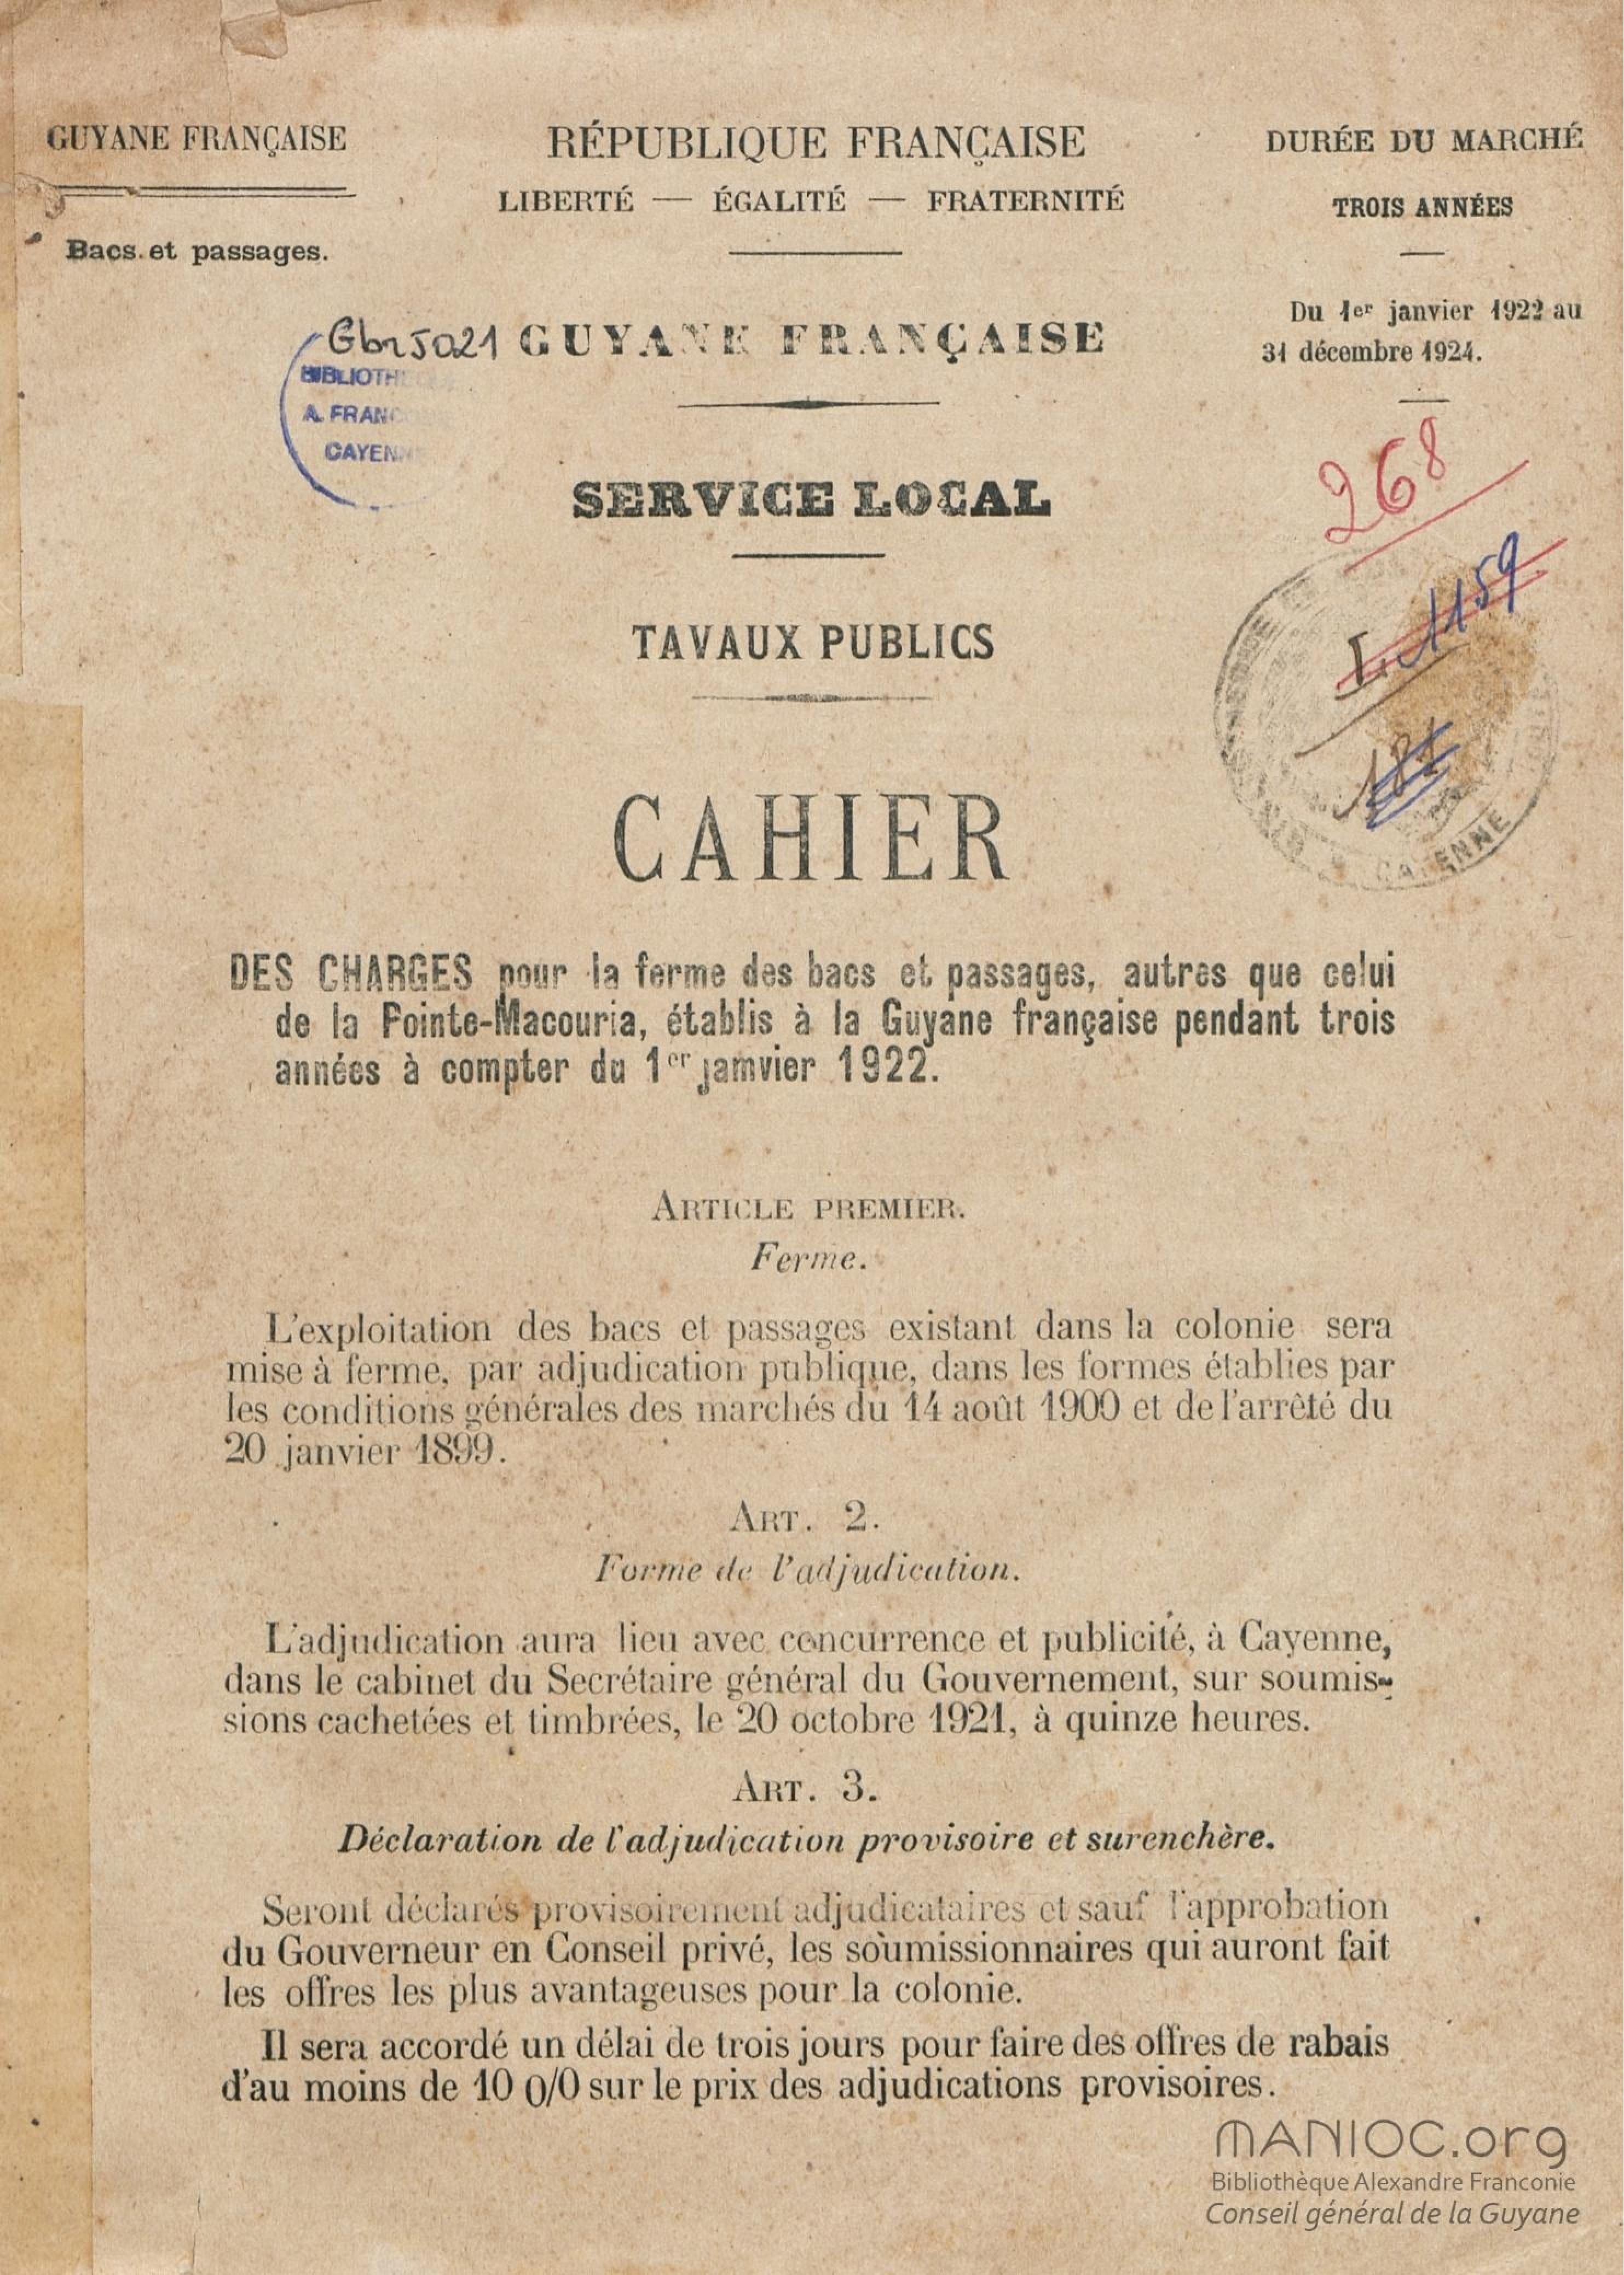 GUYANE FRANÇAISE
Bacs et passages.
RÉPUBLIQUE FRANÇAISE
LIBERTÉ — ÉGALITÉ — FRATERNITÉ
DURÉE DU MARCHÉ
TROIS ANNÉES
Du 1er janvier 1922 au
31 décembre 1924.
Gbr5021
GUYANE FRANÇAISE
BIBLIOTH
A. FRANC
CAYENN
268
SERVICE LOCAL
1159
TAVAUX PUBLICS
CAYENNE
CAHIER
DES CHARGES pour la ferme des bacs et passages, autres que celui
de la Pointe-Macouria, établis à la Guyane française pendant trois
années à compter du 1er jamvier 1922.
ARTICLE PREMIER.
Ferme.
L'exploitation des bacs et passages existant dans la colonie sera
mise à ferme, par adjudication publique, dans les formes établies par
les conditions générales des marchés du 14 août 1900 et de l'arrêté du
20 janvier 1899.
ART. 2.
Forme de l'adjudication.
L'adjudication aura lieu avec concurrence et publicité, à Cayenne,
dans le cabinet du Secrétaire général du Gouvernement, sur soumis-
sions cachetées et timbrées, le 20 octobre 1921, à quinze heures.
ART. 3.
Déclaration de l'adjudication provisoire et surenchère.
Seront déclarés provisoirement adjudicataires et sauf l'approbation
du Gouverneur en Conseil privé, les soumissionnaires qui auront fait
les offres les plus avantageuses pour la colonie.
Il sera accordé un délai de trois jours pour faire des offres de rabais
d'au moins de 10 0/0 sur le prix des adjudications provisoires.
MANIOC.org
Bibliothèque Alexandre Franconie
Conseil général de la Guyane